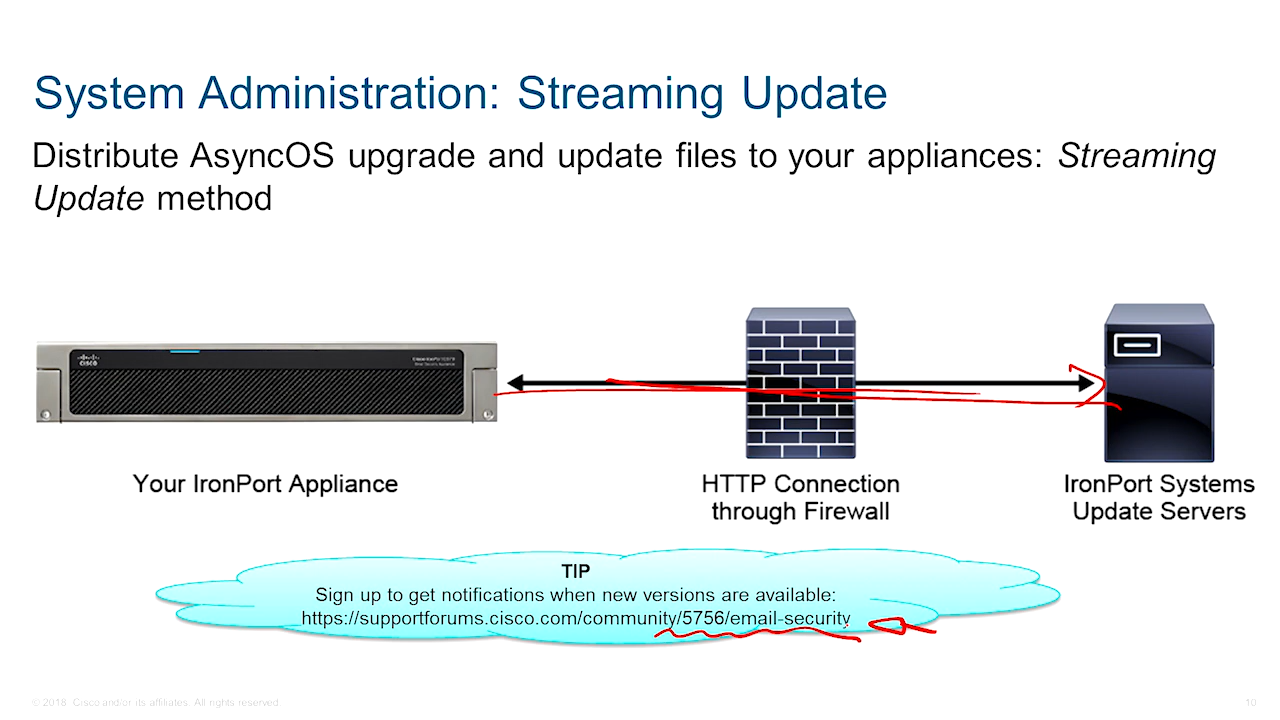 System Administration: Streaming Update
Distribute AsyncOS upgrade and update files to your appliances: Streaming
Update method
CISCO
Your IronPort Appliance
HTTP Connection
through Firewall
IronPort Systems
Update Servers
TIP
Sign up to get notifications when new versions are available:
https://supportforums.cisco.com/community/5756/email-security
© 2016 Cisco and/or its affiliates. All rights reserved
10